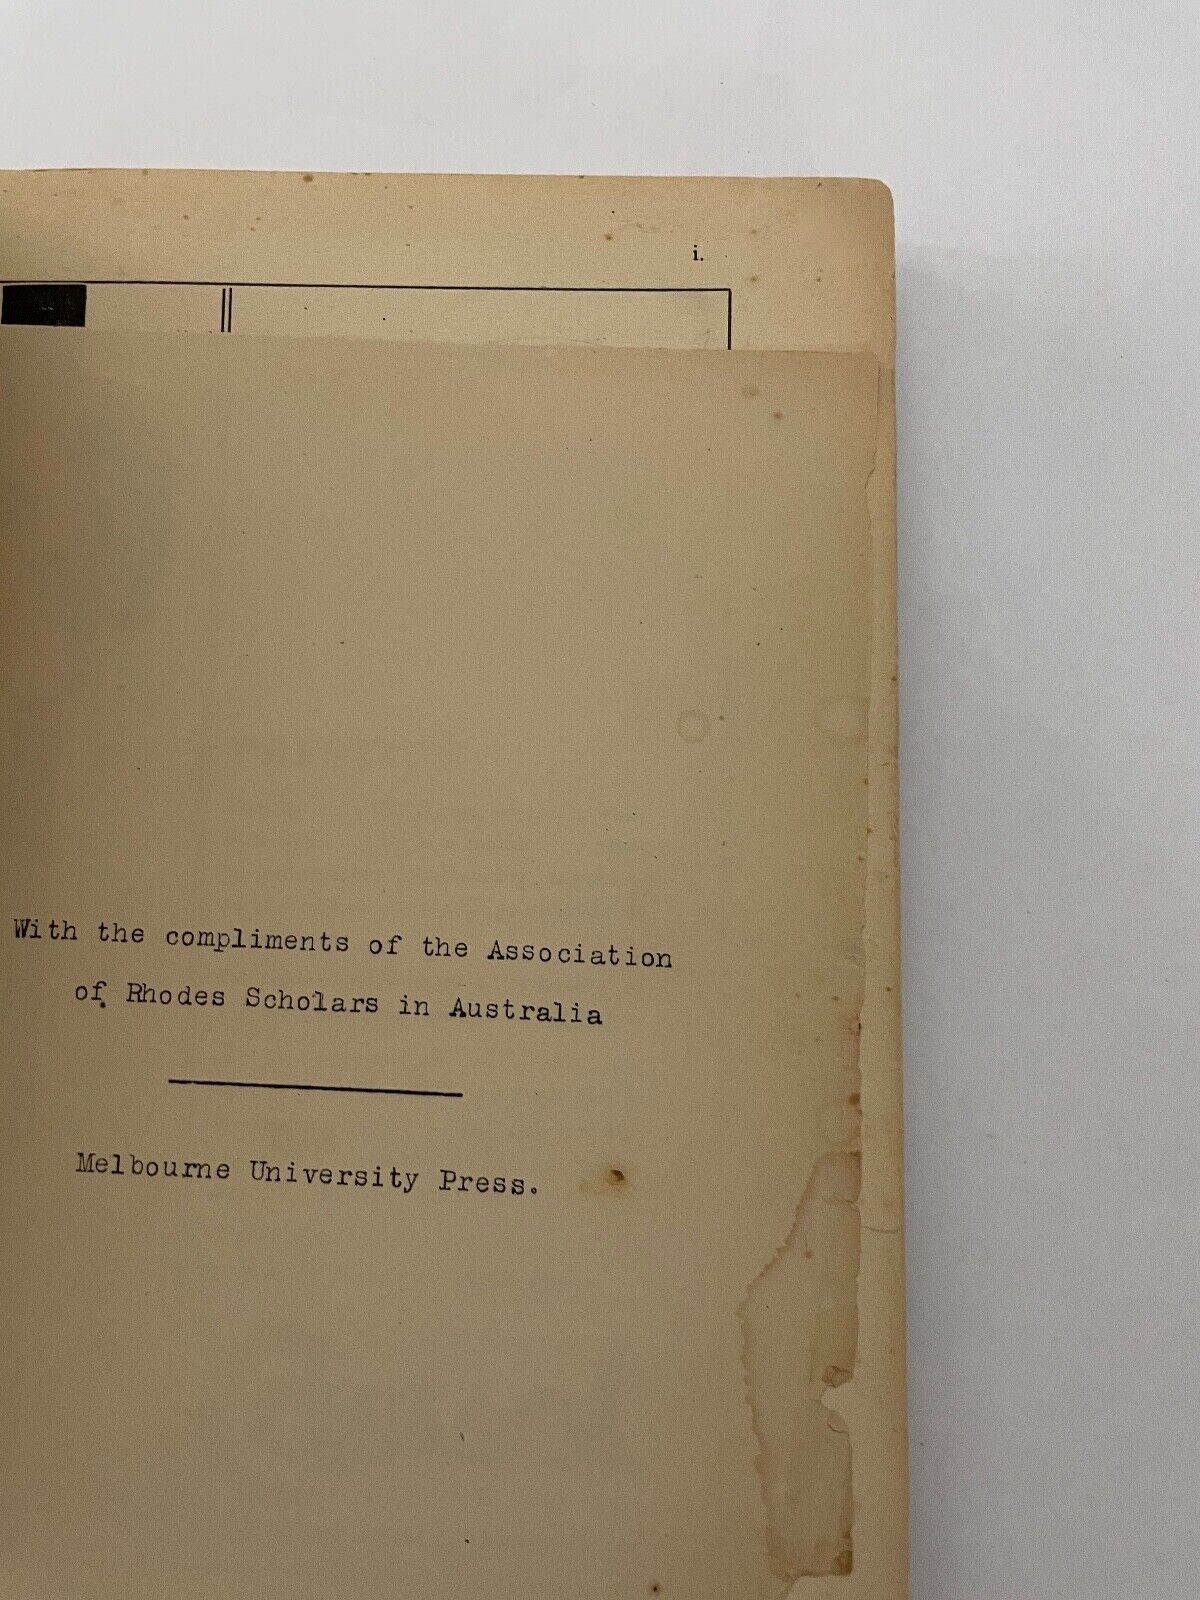 i.
With the compliments of the Association
of Rhodes Scholars in Australia
Melbourne University Press.